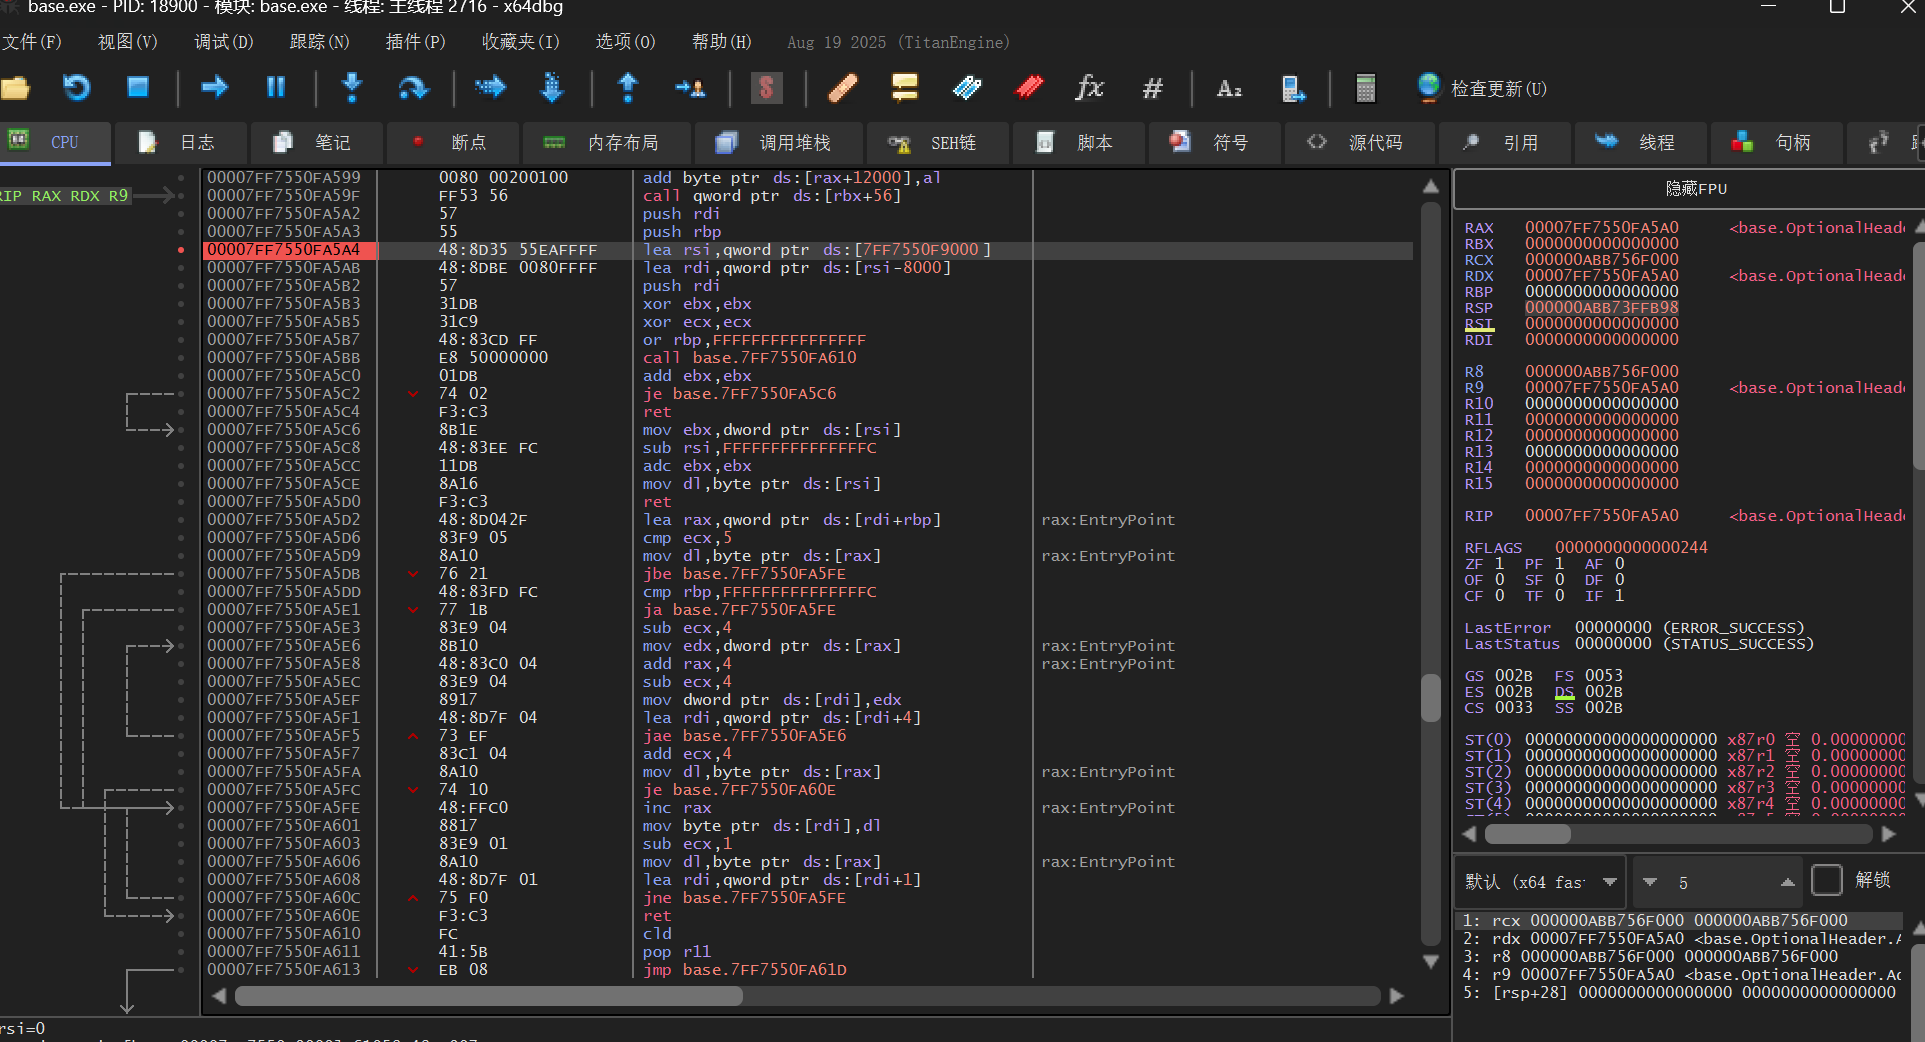 base.exe - PID: 18900 - 模块: base.exe - 线程: 主线程 2716 - x64dbg
文件(F) 视图(V) 调试(D) 跟踪(N) 插件(P) 收藏夹(I) 选项(O) 帮助(H) Aug 19 2025 (TitanEngine)
检查更新(U)
CPU 日志 笔记 断点 内存布局 调用堆栈 SEH链 脚本 符号 源代码 引用 线程 句柄
RIP RAX RDX R9
00007FF7550FA599 0080 00200100 add byte ptr ds:[rax+12000],al
00007FF7550FA59F FF53 56 call qword ptr ds:[rbx+56]
00007FF7550FA5A2 57 push rdi
00007FF7550FA5A3 55 push rbp
00007FF7550FA5A4 48:8D35 55EAFFFF lea rsi,qword ptr ds:[7FF7550F9000]
00007FF7550FA5AB 48:8DBE 0080FFFF lea rdi,qword ptr ds:[rsi-8000]
00007FF7550FA5B2 57 push rdi
00007FF7550FA5B3 31DB xor ebx,ebx
00007FF7550FA5B5 31C9 xor ecx,ecx
00007FF7550FA5B7 48:83CD FF or rbp,FFFFFFFFFFFFFFFF
00007FF7550FA5BB E8 50000000 call base.7FF7550FA610
00007FF7550FA5C0 01DB add ebx,ebx
00007FF7550FA5C2 74 02 je base.7FF7550FA5C6
00007FF7550FA5C4 F3:C3 ret
00007FF7550FA5C6 8B1E mov ebx,dword ptr ds:[rsi]
00007FF7550FA5C8 48:83EE FC sub rsi,FFFFFFFFFFFFFFFC
00007FF7550FA5CC 11DB adc ebx,ebx
00007FF7550FA5CE 8A16 mov dl,byte ptr ds:[rsi]
00007FF7550FA5D0 F3:C3 ret
00007FF7550FA5D2 48:8D042F lea rax,qword ptr ds:[rdi+rbp] rax:EntryPoint
00007FF7550FA5D6 83F9 05 cmp ecx,5
00007FF7550FA5D9 8A10 mov dl,byte ptr ds:[rax] rax:EntryPoint
00007FF7550FA5DB 76 21 jbe base.7FF7550FA5FE
00007FF7550FA5DD 48:83FD FC cmp rbp,FFFFFFFFFFFFFFFC
00007FF7550FA5E1 77 1B ja base.7FF7550FA5FE
00007FF7550FA5E3 83E9 04 sub ecx,4
00007FF7550FA5E6 8B10 mov edx,dword ptr ds:[rax] rax:EntryPoint
00007FF7550FA5E8 48:83C0 04 add rax,4 rax:EntryPoint
00007FF7550FA5EC 83E9 04 sub ecx,4
00007FF7550FA5EF 8917 mov dword ptr ds:[rdi],edx
00007FF7550FA5F1 48:8D7F 04 lea rdi,qword ptr ds:[rdi+4]
00007FF7550FA5F5 73 EF jae base.7FF7550FA5E6
00007FF7550FA5F7 83C1 04 add ecx,4
00007FF7550FA5FA 8A10 mov dl,byte ptr ds:[rax] rax:EntryPoint
00007FF7550FA5FC 74 10 je base.7FF7550FA60E
00007FF7550FA5FE 48:FFC0 inc rax rax:EntryPoint
00007FF7550FA601 8817 mov byte ptr ds:[rdi],dl
00007FF7550FA603 83E9 01 sub ecx,1
00007FF7550FA606 8A10 mov dl,byte ptr ds:[rax] rax:EntryPoint
00007FF7550FA608 48:8D7F 01 lea rdi,qword ptr ds:[rdi+1]
00007FF7550FA60C 75 F0 jne base.7FF7550FA5FE
00007FF7550FA60E F3:C3 ret
00007FF7550FA610 FC cld
00007FF7550FA611 41:5B pop r11
00007FF7550FA613 EB 08 jmp base.7FF7550FA61D
rsi=0
隐藏FPU
RAX 00007FF7550FA5A0 <base.OptionalHeade
RBX 0000000000000000
RCX 000000ABB756F000
RDX 00007FF7550FA5A0 <base.OptionalHeade
RBP 0000000000000000
RSP 000000ABB73FFB98
RSI 0000000000000000
RDI 0000000000000000
R8 000000ABB756F000
R9 00007FF7550FA5A0 <base.OptionalHeade
R10 0000000000000000
R11 0000000000000000
R12 0000000000000000
R13 0000000000000000
R14 0000000000000000
R15 0000000000000000
RIP 00007FF7550FA5A0 <base.OptionalHeade
RFLAGS 0000000000000244
ZF 1 PF 1 AF 0
OF 0 SF 0 DF 0
CF 0 TF 0 IF 1
LastError 00000000 (ERROR_SUCCESS)
LastStatus 00000000 (STATUS_SUCCESS)
GS 002B FS 0053
ES 002B DS 002B
CS 0033 SS 002B
ST(0) 00000000000000000000 x87r0 空 0.00000000
ST(1) 00000000000000000000 x87r1 空 0.00000000
ST(2) 00000000000000000000 x87r2 空 0.00000000
ST(3) 00000000000000000000 x87r3 空 0.00000000
ST(4) 00000000000000000000 x87r4 空 0.00000000
默认 (x64 fas 5 解锁
1: rcx 000000ABB756F000 000000ABB756F000
2: rdx 00007FF7550FA5A0 <base.OptionalHeader.A
3: r8 000000ABB756F000 000000ABB756F000
4: r9 00007FF7550FA5A0 <base.OptionalHeader.Ad
5: [rsp+28] 0000000000000000 0000000000000000